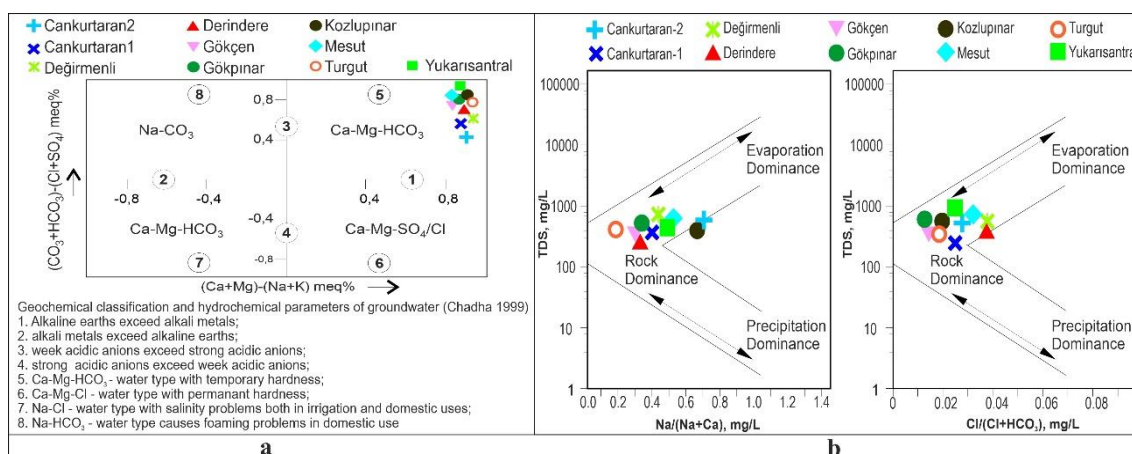 Cankurtaran2 Derindere Kozlupınar
Cankurtaran1 Gökçen Mesut
Değirmenli Gökpınar Turgut Yukarısantral
(CO₃+HCO₃)-(Cl+SO₄) meq%
8 0,8 5
Na-CO₃ 3 Ca-Mg-HCO₃
0,4
2 1
-0,8 -0,4 0,4 0,8
Ca-Mg-HCO₃ -0,4 Ca-Mg-SO₄/Cl
4
7 -0,8 6
(Ca+Mg)-(Na+K) meq%
Geochemical classification and hydrochemical parameters of groundwater (Chadha 1999)
1. Alkaline earths exceed alkali metals;
2. alkali metals exceed alkaline earths;
3. week acidic anions exceed strong acidic anions;
4. strong acidic anions exceed week acidic anions;
5. Ca-Mg-HCO₃- water type with temporary hardness;
6. Ca-Mg-Cl - water type with permanant hardness;
7. Na-Cl - water type with salinity problems both in irrigation and domestic uses;
8. Na-HCO₃ - water type causes foaming problems in domestic use
a
Cankurtaran-2 Değirmenli Gökçen Kozlupınar Turgut
Cankurtaran-1 Derindere Gökpınar Mesut Yukarısantral
TDS, mg/L
100000
10000
1000
100
10
1
Evaporation
Dominance
Rock
Dominance
Precipitation
Dominance
0.0 0.2 0.4 0.6 0.8 1.0 1.2 1.4
Na/(Na+Ca), mg/L
TDS, mg/L
100000
10000
1000
100
10
1
Evaporation
Dominance
Rock
Dominance
Precipitation
Dominance
0 0.02 0.04 0.06 0.08 0.1
Cl/(Cl+HCO₃), mg/L
b